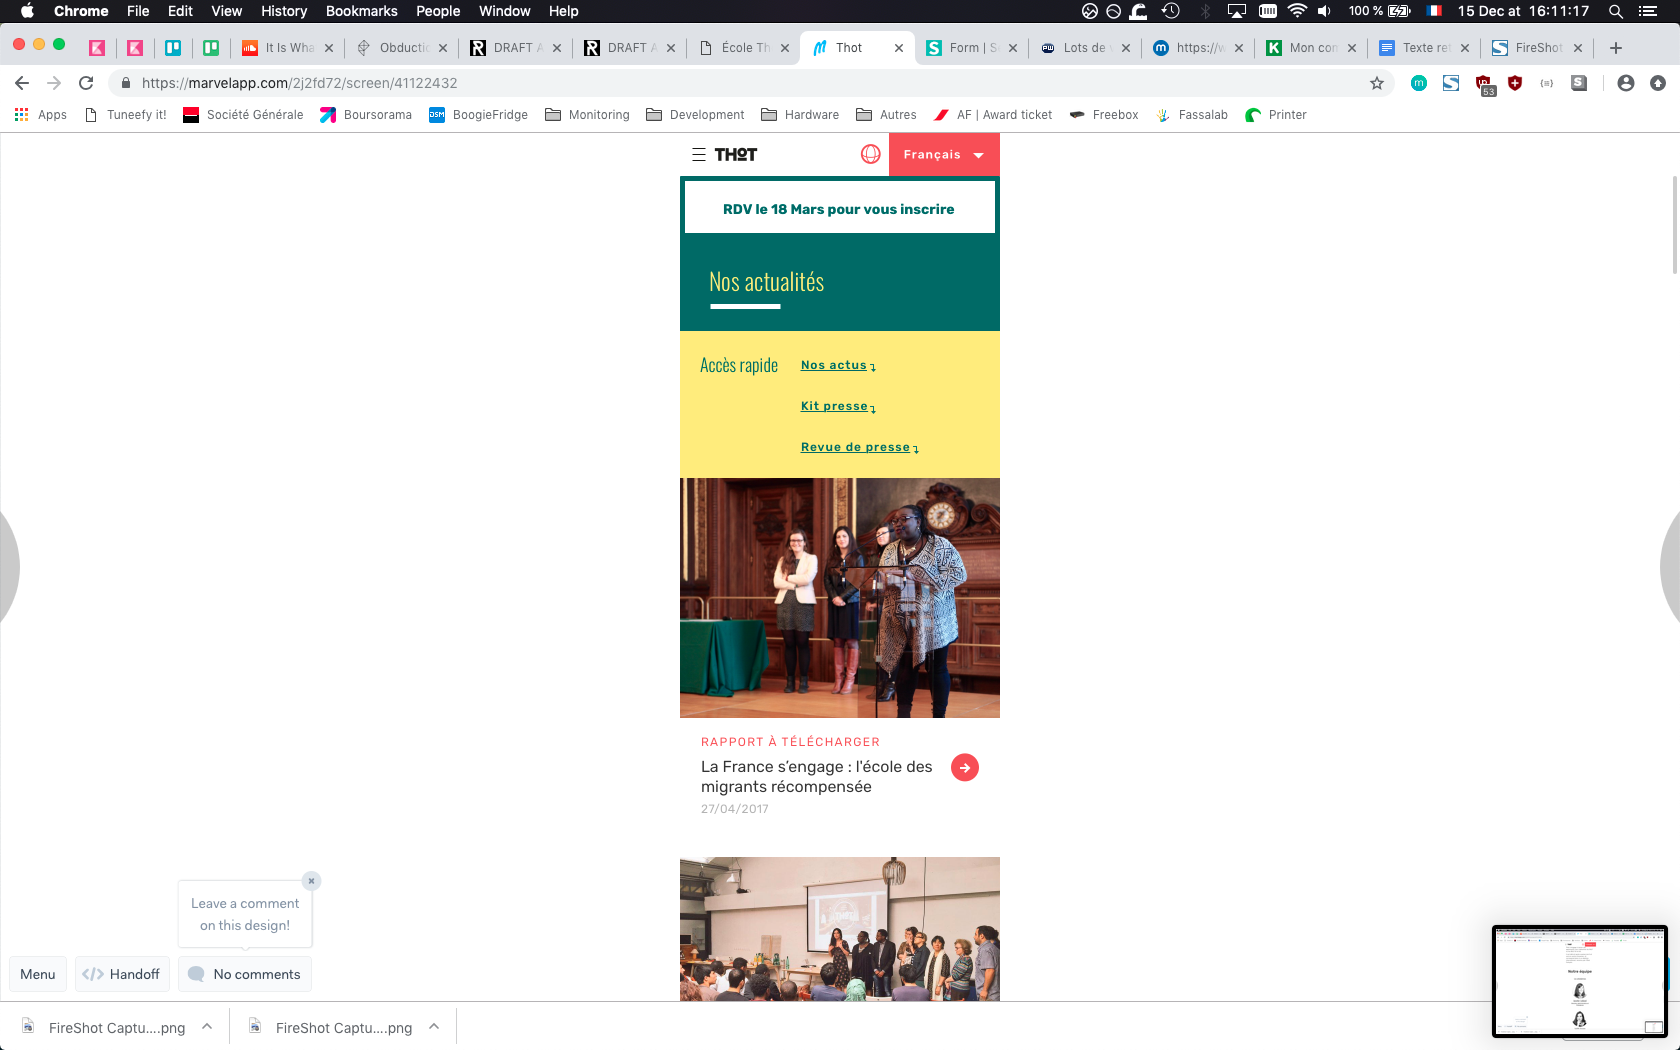 Chrome File Edit View History Bookmarks People Window Help 100 % 15 Dec at 16:11:17
It Is Wha Obductio DRAFT A DRAFT A École Th Thot Form | S Lots de https://w Mon con Texte ret FireShot
https://marvelapp.com/2j2fd72/screen/41122432
53
Apps Tuneefy it! Société Générale Boursorama DSM BoogieFridge Monitoring Development Hardware Autres AF | Award ticket Freebox Fassalab Printer
THOT Français
RDV le 18 Mars pour vous inscrire
Nos actualités
Accès rapide Nos actus
Kit presse
Revue de presse
RAPPORT À TÉLÉCHARGER
La France s’engage : l'école des
migrants récompensée
27/04/2017
Leave a comment
on this design!
Menu Handoff No comments
FireShot Captu....png FireShot Captu....png